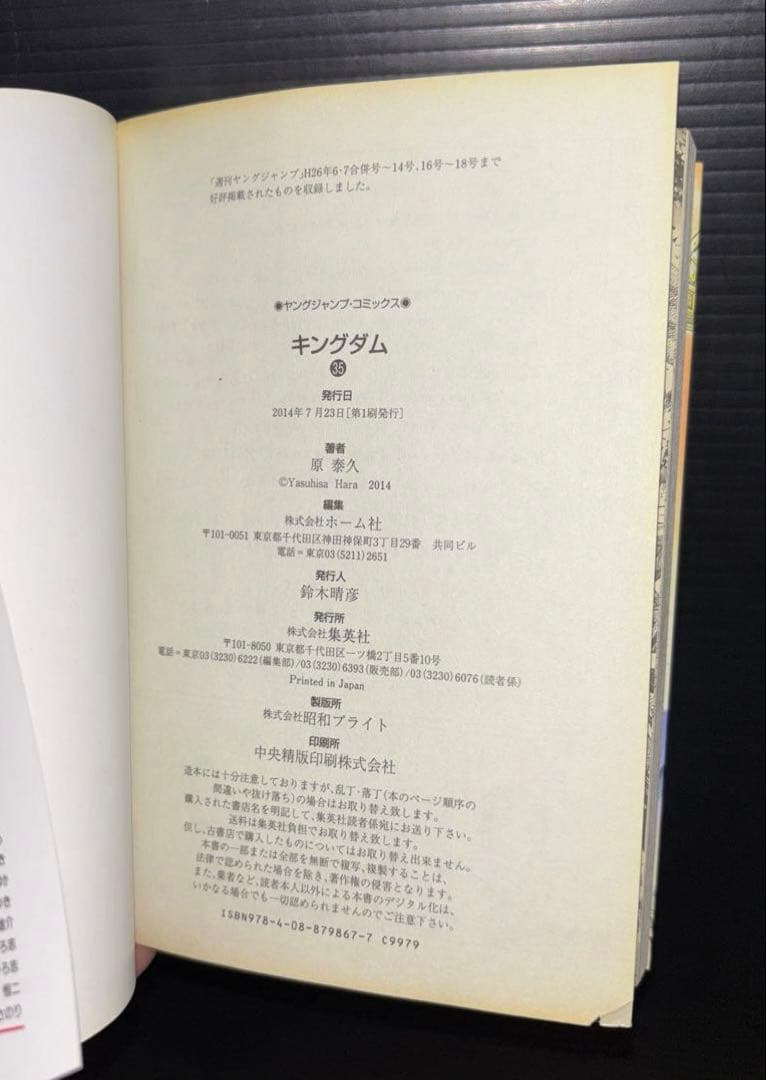 「週刊ヤングジャンプ」H26年6・7合併号～14号、16号～18号まで
好評掲載されたものを収録しました。
◉ヤングジャンプ・コミックス◉
キングダム
35
発行日
2014年7月23日[第1刷発行]
著者
原 泰久
©Yasuhisa Hara 2014
編集
株式会社ホーム社
〒101-0051 東京都千代田区神田神保町3丁目29番 共同ビル
電話＝東京03(5211)2651
発行人
鈴木晴彦
発行所
株式会社集英社
〒101-8050 東京都千代田区一ツ橋2丁目5番10号
電話＝東京03(3230)6222(編集部)/03(3230)6393(販売部)/03(3230)6076(読者係)
Printed in Japan
製版所
株式会社昭和ブライト
印刷所
中央精版印刷株式会社
造本には十分注意しておりますが、乱丁・落丁(本のページ順序の
間違いや抜け落ち)の場合はお取り替え致します。
購入された書店名を明記して、集英社読者係宛にお送り下さい。
送料は集英社負担でお取り替え致します。
但し、古書店で購入したものについてはお取り替え出来ません。
本書の一部または全部を無断で複写、複製することは、
法律で認められた場合を除き、著作権の侵害となります。
また、業者など、読者本人以外による本書のデジタル化は、
いかなる場合でも一切認められませんのでご注意下さい。
ISBN978-4-08-879867-7 C9979